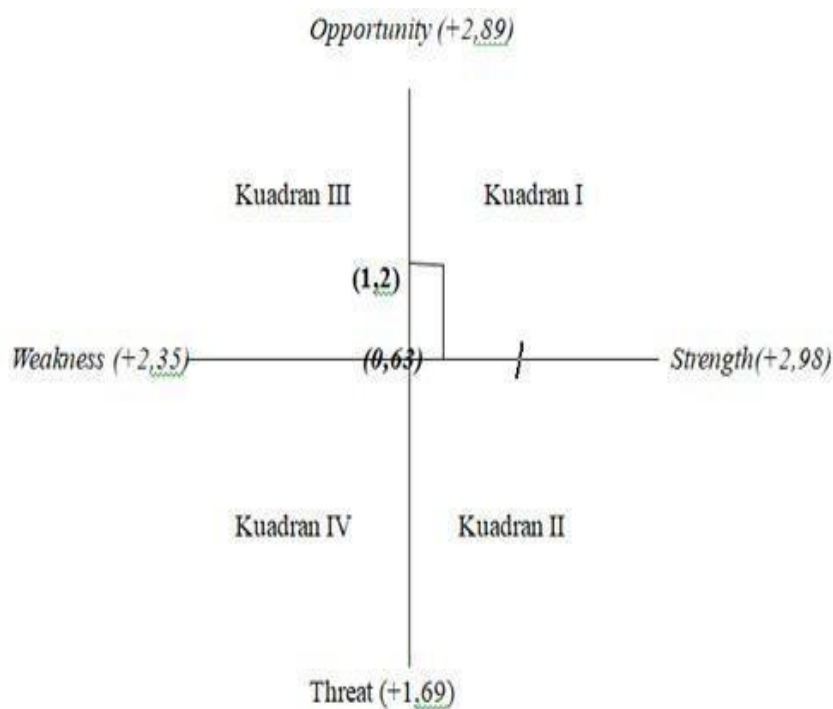 Opportunity (+2,89)
Kuadran III
Kuadran I
(1,2)
Weakness (+2,35)
(0,63)
Strength(+2,98)
Kuadran IV
Kuadran II
Threat (+1,69)